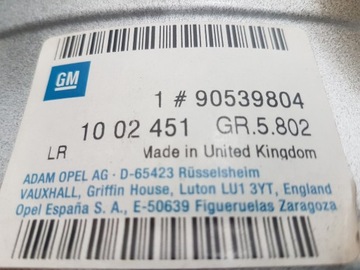 GM
1 # 90539804
10 02 451 GR.5.802
LR Made in United Kingdom
ADAM OPEL AG · D-65423 Rüsselsheim
VAUXHALL, Griffin House, Luton LU1 3YT, England
Opel España S. A., E-50639 Figueruelas Zaragoza